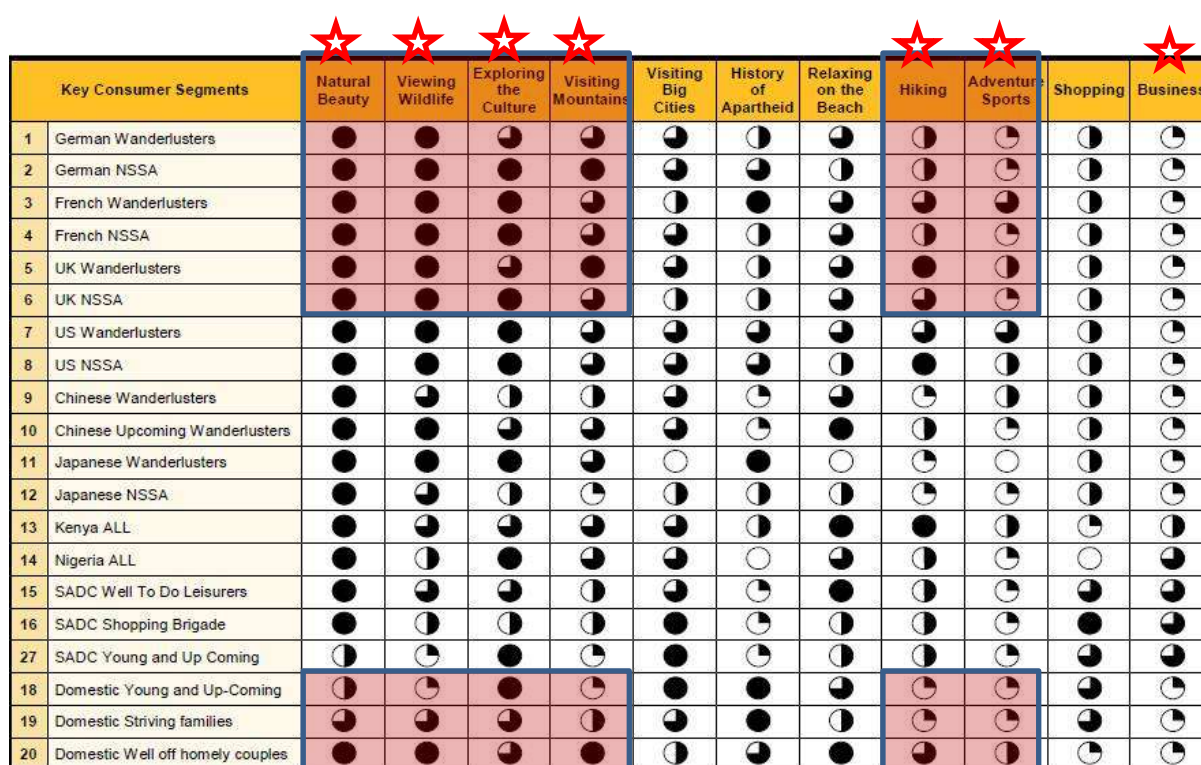 Key Consumer Segments
Natural
Beauty
Viewing
Wildlife
Exploring
the
Culture
Visiting
Mountains
Visiting
Big
Cities
History
of
Apartheid
Relaxing
on the
Beach
Hiking
Adventure
Sports
Shopping
Business
1 German Wanderlusters
2 German NSSA
3 French Wanderlusters
4 French NSSA
5 UK Wanderlusters
6 UK NSSA
7 US Wanderlusters
8 US NSSA
9 Chinese Wanderlusters
10 Chinese Upcoming Wanderlusters
11 Japanese Wanderlusters
12 Japanese NSSA
13 Kenya ALL
14 Nigeria ALL
15 SADC Well To Do Leisurers
16 SADC Shopping Brigade
27 SADC Young and Up Coming
18 Domestic Young and Up-Coming
19 Domestic Striving families
20 Domestic Well off homely couples